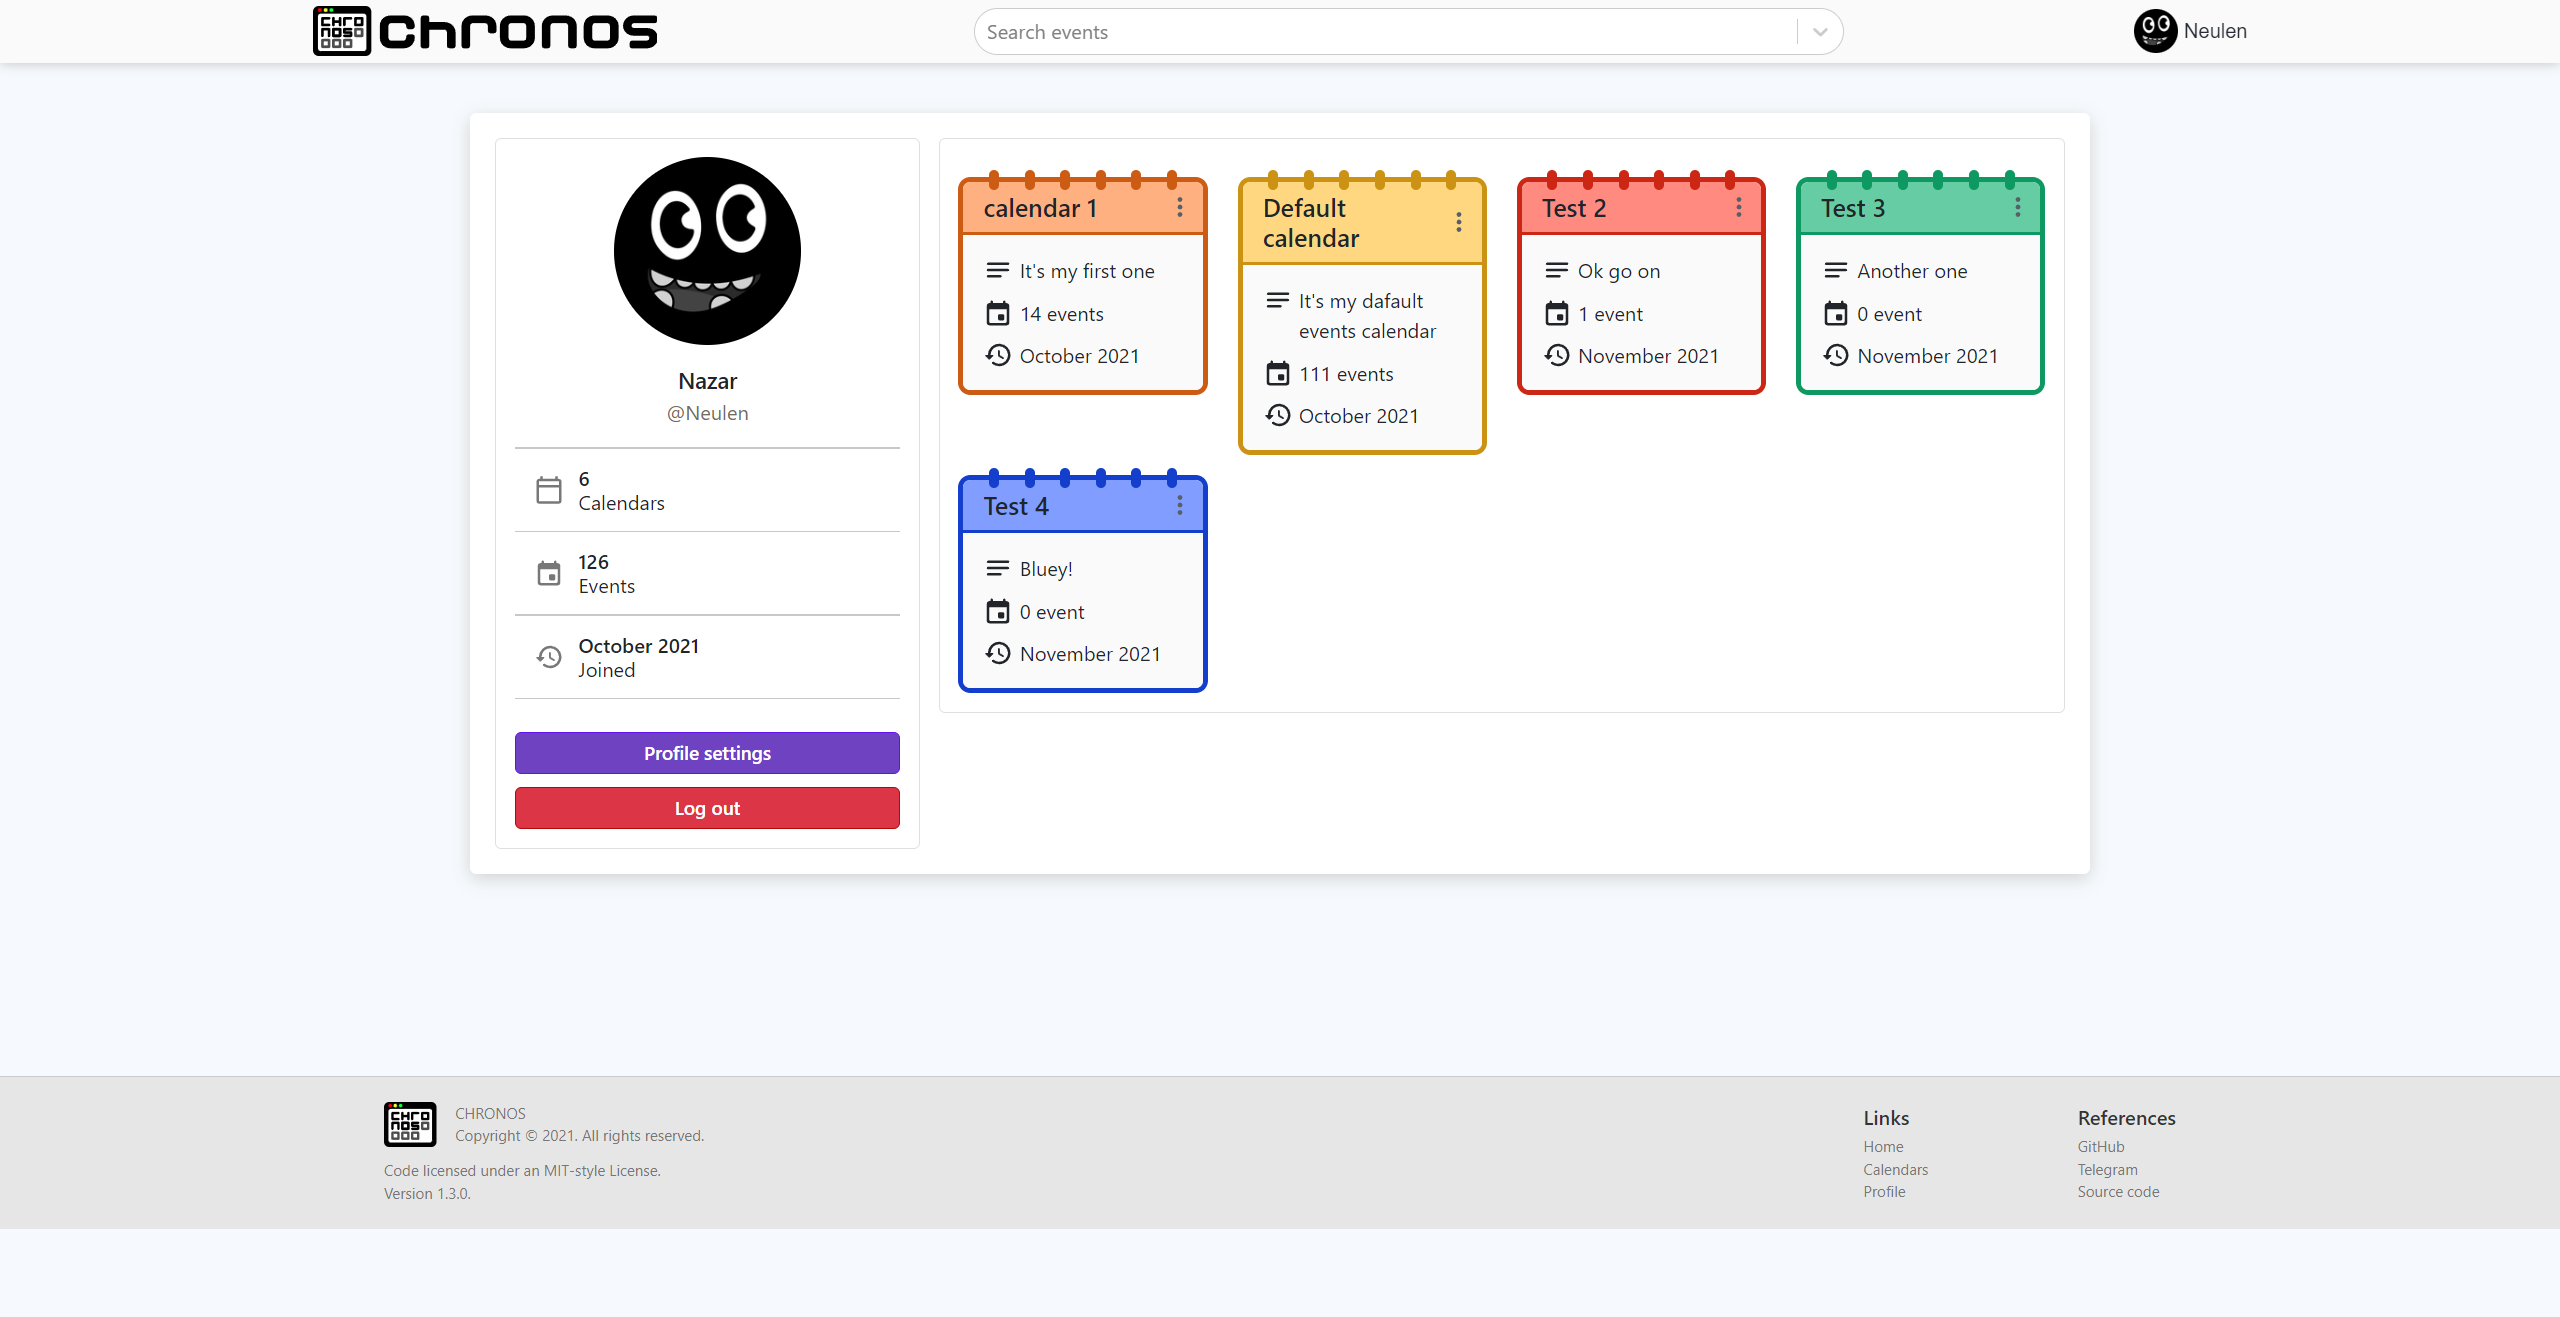 CHRONOS
chronos
Search events
Neulen
Nazar
@Neulen
6
Calendars
126
Events
October 2021
Joined
Profile settings
Log out
calendar 1
It's my first one
14 events
October 2021
Default
calendar
It's my dafault
events calendar
111 events
October 2021
Test 2
Ok go on
1 event
November 2021
Test 3
Another one
0 event
November 2021
Test 4
Bluey!
0 event
November 2021
CHRONOS
CHRONOS
Copyright © 2021. All rights reserved.
Code licensed under an MIT-style License.
Version 1.3.0.
Links
Home
Calendars
Profile
References
GitHub
Telegram
Source code